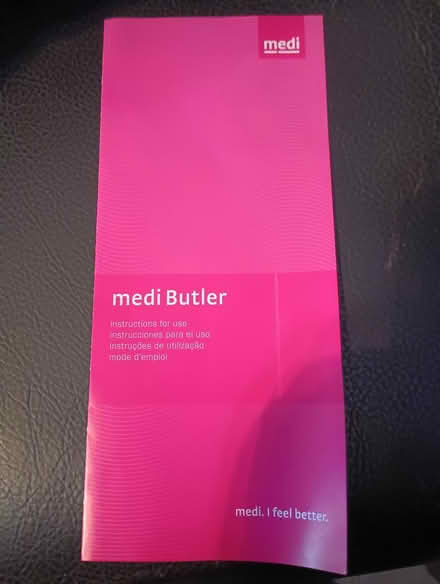 medi
medi Butler
Instructions for use
Instrucciones para el uso
Instruções de utilização
mode d'emploi
medi. I feel better.